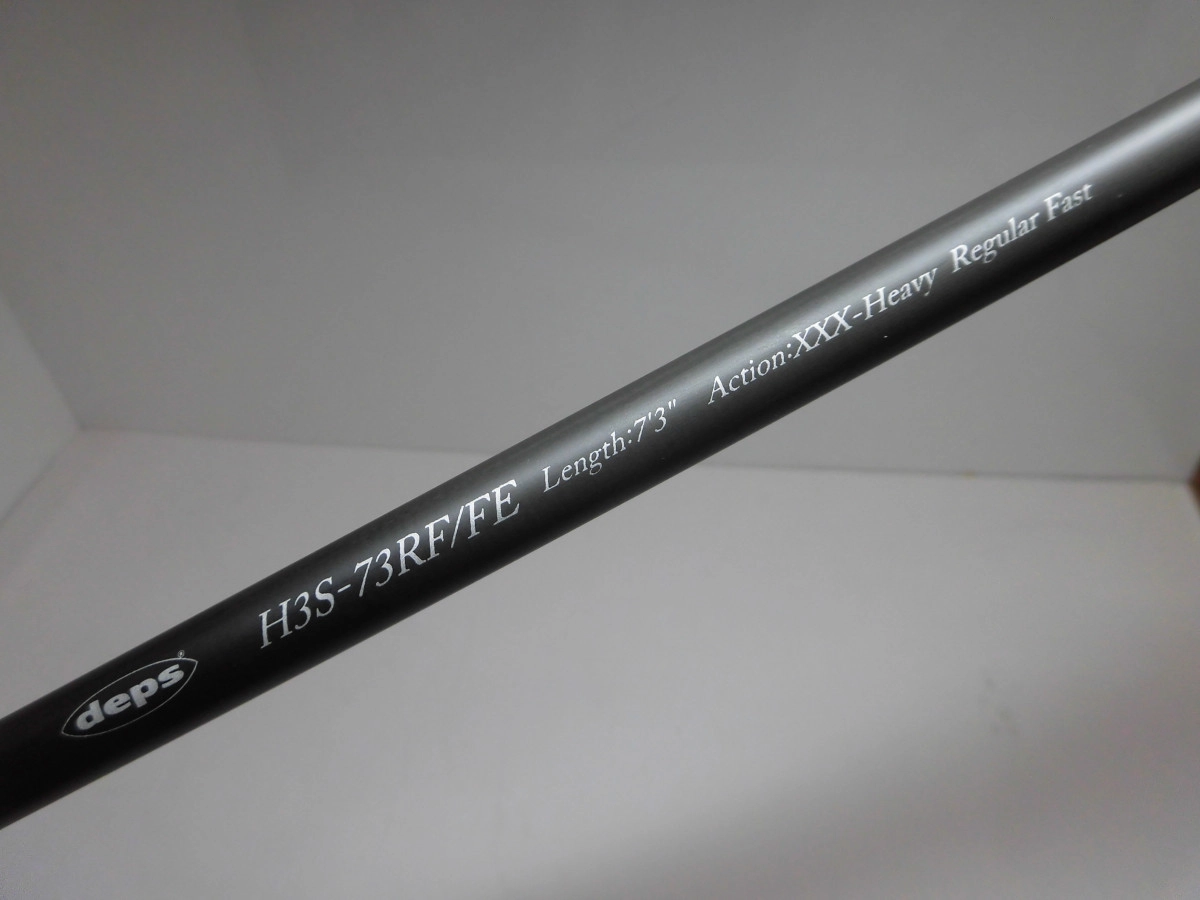 deps® H3S-73RF/FE Length:7'3" Action:XXX-Heavy Regular Fast